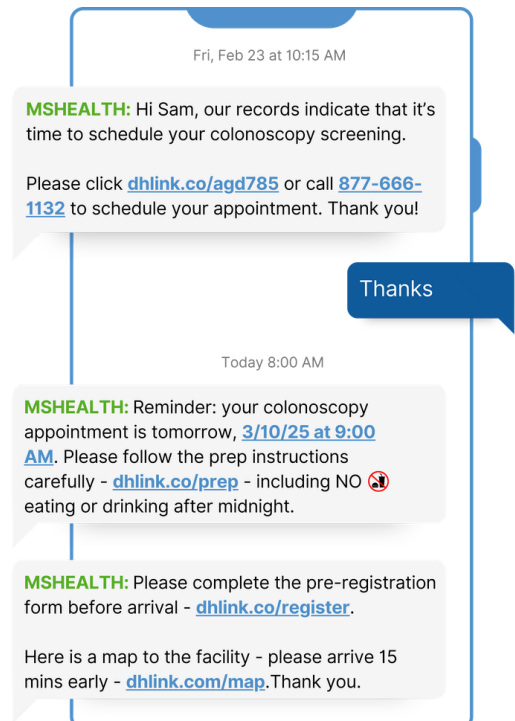 Fri, Feb 23 at 10:15 AM
MSHEALTH: Hi Sam, our records indicate that it's
time to schedule your colonoscopy screening.
Please click dhlink.co/agd785 or call 877-666-
1132 to schedule your appointment. Thank you!
Thanks
Today 8:00 AM
MSHEALTH: Reminder: your colonoscopy
appointment is tomorrow, 3/10/25 at 9:00
AM. Please follow the prep instructions
carefully - dhlink.co/prep - including NO
eating or drinking after midnight.
MSHEALTH: Please complete the pre-registration
form before arrival - dhlink.co/register.
Here is a map to the facility - please arrive 15
mins early - dhlink.com/map.Thank you.